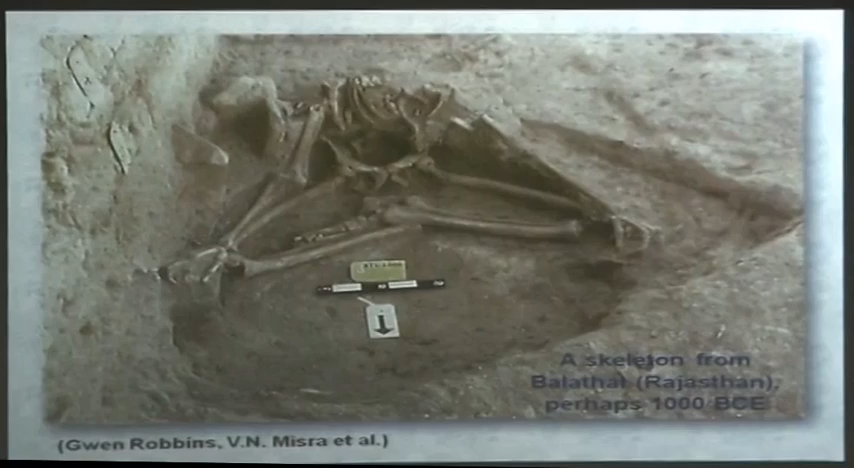 A skeleton from
Balathal (Rajasthan),
perhaps 1000 BCE
(Gwen Robbins, V.N. Misra et al.)